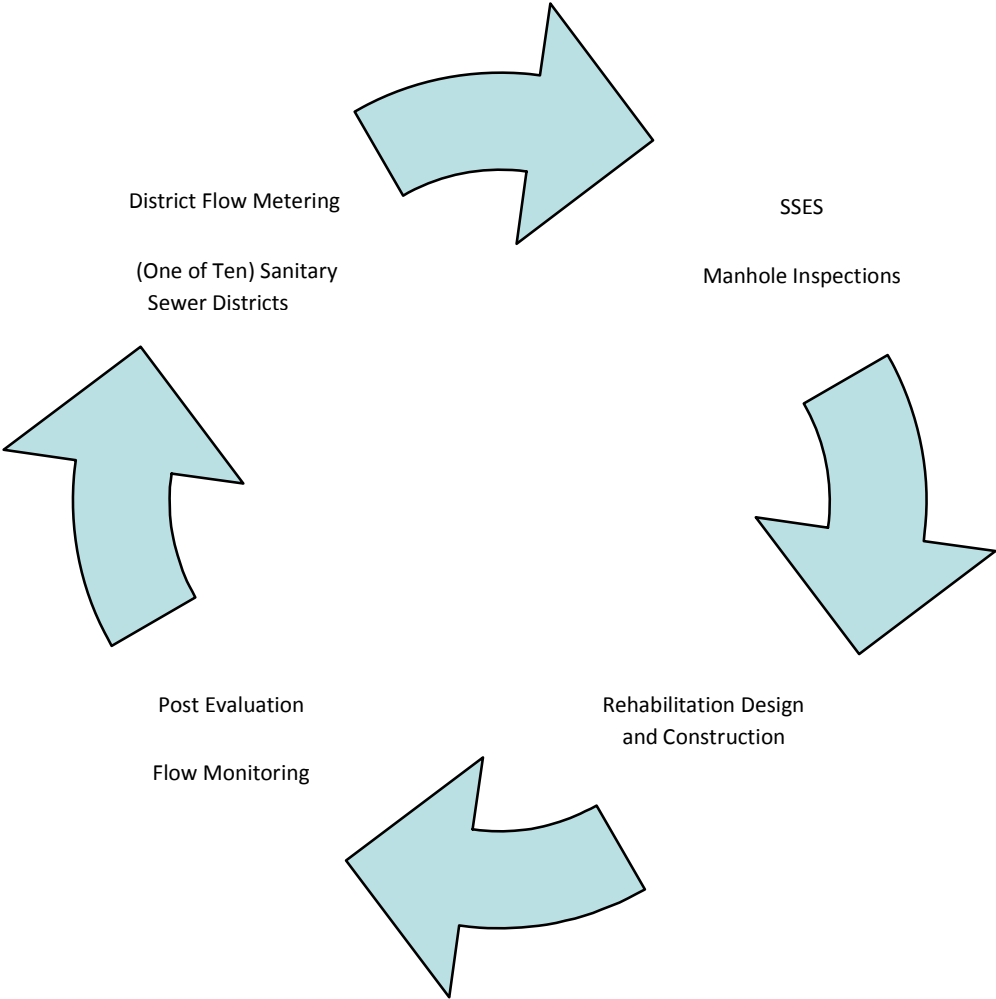 District Flow Metering
(One of Ten) Sanitary
Sewer Districts
SSES
Manhole Inspections
Rehabilitation Design
and Construction
Post Evaluation
Flow Monitoring